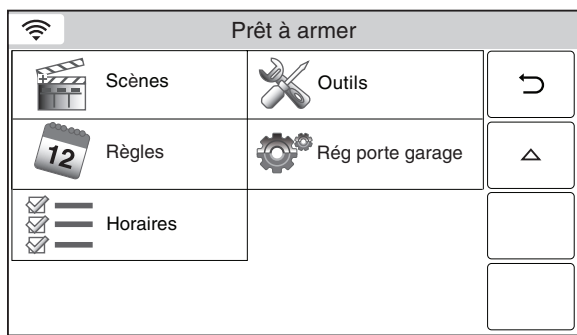 Prêt à armer
Scènes
Outils
Règles
12
Rég porte garage
Horaires